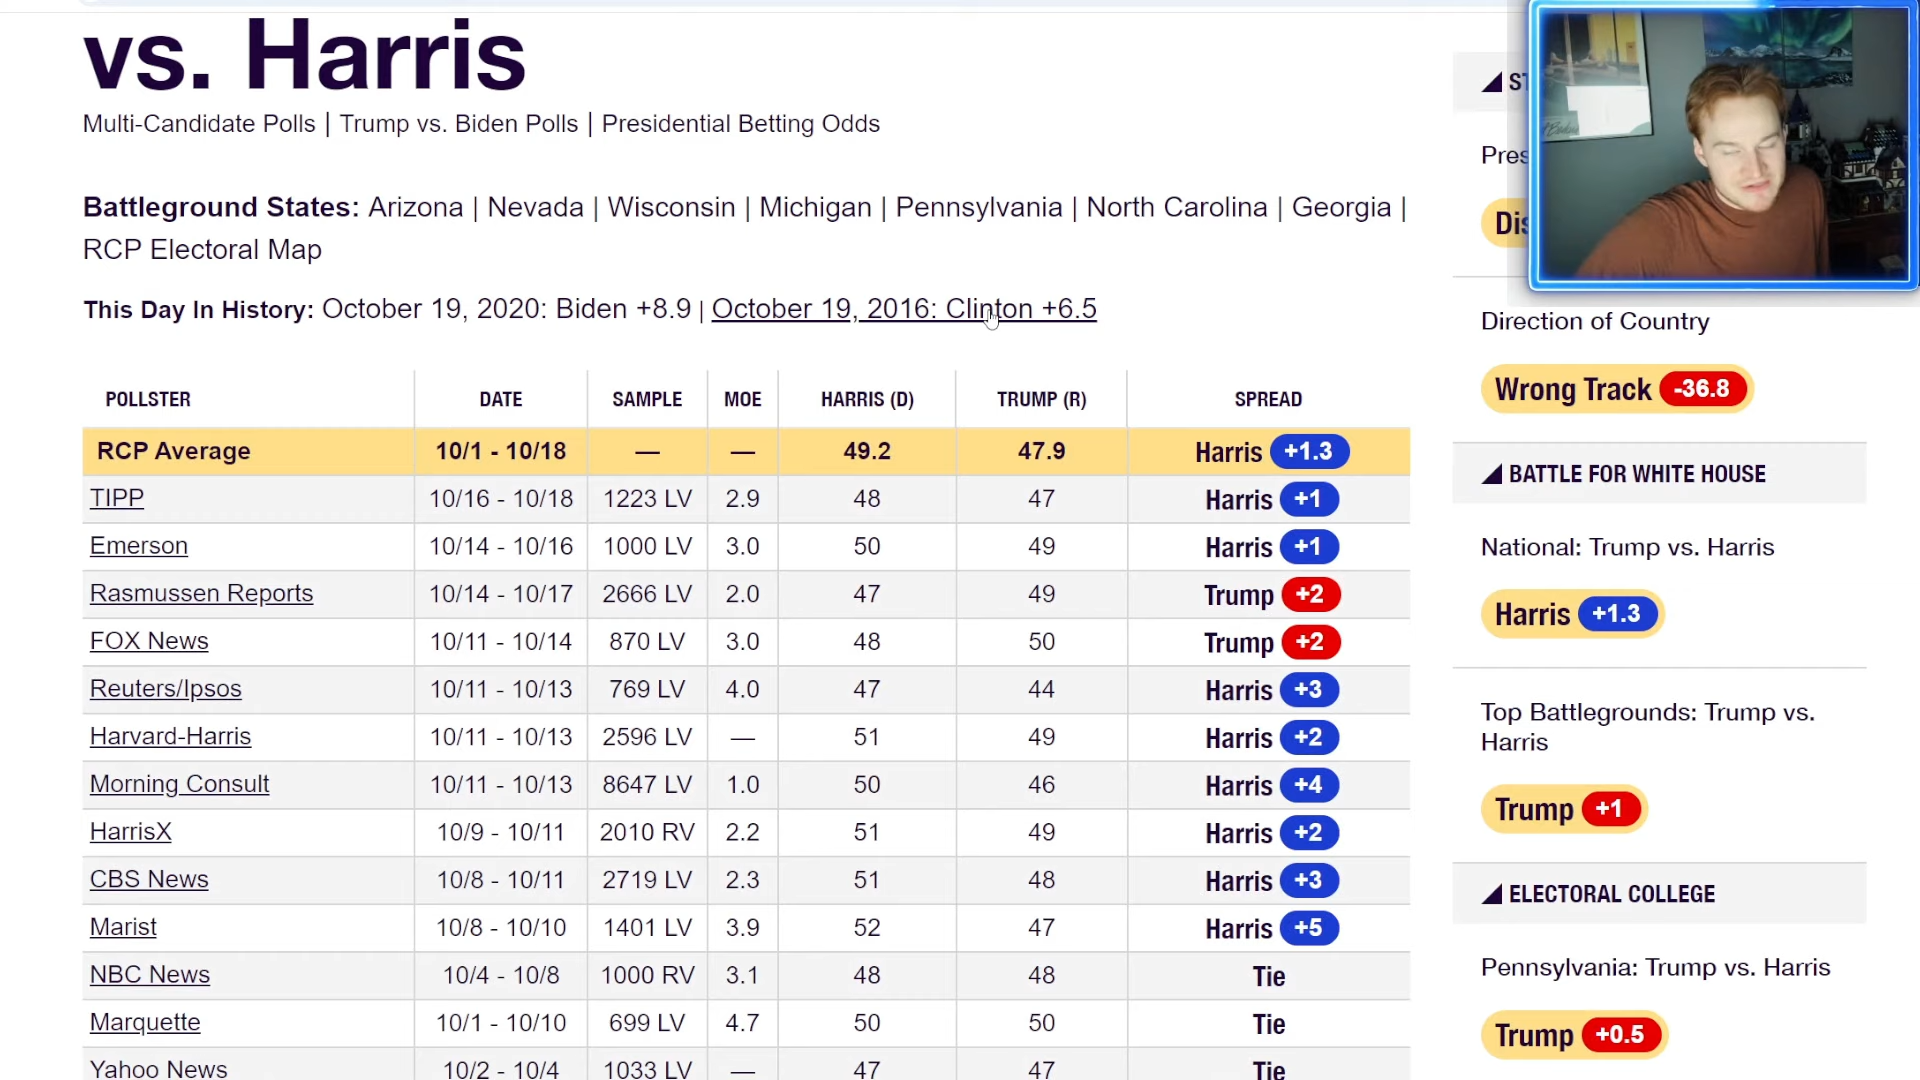 vs. Harris
Multi-Candidate Polls | Trump vs. Biden Polls | Presidential Betting Odds
Battleground States: Arizona | Nevada | Wisconsin | Michigan | Pennsylvania | North Carolina | Georgia |
RCP Electoral Map
This Day In History: October 19, 2020: Biden +8.9 | October 19, 2016: Clinton +6.5
POLLSTER DATE SAMPLE MOE HARRIS (D) TRUMP (R) SPREAD
RCP Average 10/1 - 10/18 — — 49.2 47.9 Harris +1.3
TIPP 10/16 - 10/18 1223 LV 2.9 48 47 Harris +1
Emerson 10/14 - 10/16 1000 LV 3.0 50 49 Harris +1
Rasmussen Reports 10/14 - 10/17 2666 LV 2.0 47 49 Trump +2
FOX News 10/11 - 10/14 870 LV 3.0 48 50 Trump +2
Reuters/Ipsos 10/11 - 10/13 769 LV 4.0 47 44 Harris +3
Harvard-Harris 10/11 - 10/13 2596 LV — 51 49 Harris +2
Morning Consult 10/11 - 10/13 8647 LV 1.0 50 46 Harris +4
HarrisX 10/9 - 10/11 2010 RV 2.2 51 49 Harris +2
CBS News 10/8 - 10/11 2719 LV 2.3 51 48 Harris +3
Marist 10/8 - 10/10 1401 LV 3.9 52 47 Harris +5
NBC News 10/4 - 10/8 1000 RV 3.1 48 48 Tie
Marquette 10/1 - 10/10 699 LV 4.7 50 50 Tie
Yahoo News 10/2 - 10/4 1033 LV — 47 47 Tie
ST
Pres
Dis
Direction of Country
Wrong Track -36.8
BATTLE FOR WHITE HOUSE
National: Trump vs. Harris
Harris +1.3
Top Battlegrounds: Trump vs.
Harris
Trump +1
ELECTORAL COLLEGE
Pennsylvania: Trump vs. Harris
Trump +0.5